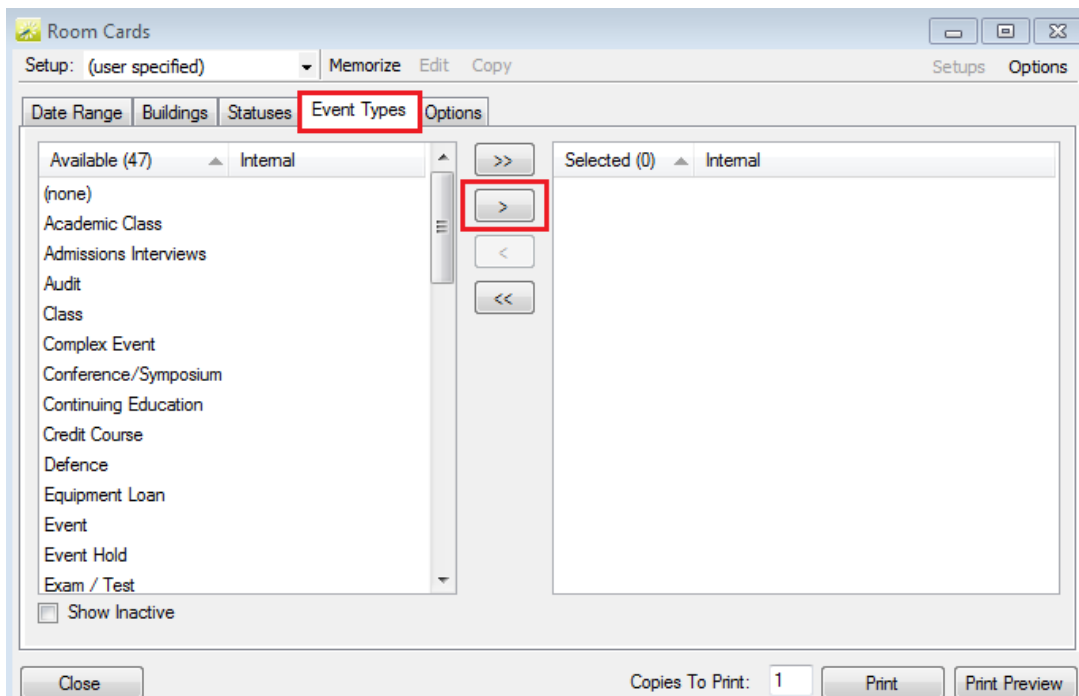 Room Cards
Setup: (user specified) Memorize Edit Copy Setups Options
Date Range Buildings Statuses Event Types Options
Available (47) Internal >> Selected (0) Internal
(none)
>
Academic Class
Admissions Interviews <
Audit
<<
Class
Complex Event
Conference/Symposium
Continuing Education
Credit Course
Defence
Equipment Loan
Event
Event Hold
Exam / Test
Show Inactive
Close Copies To Print: 1 Print Print Preview